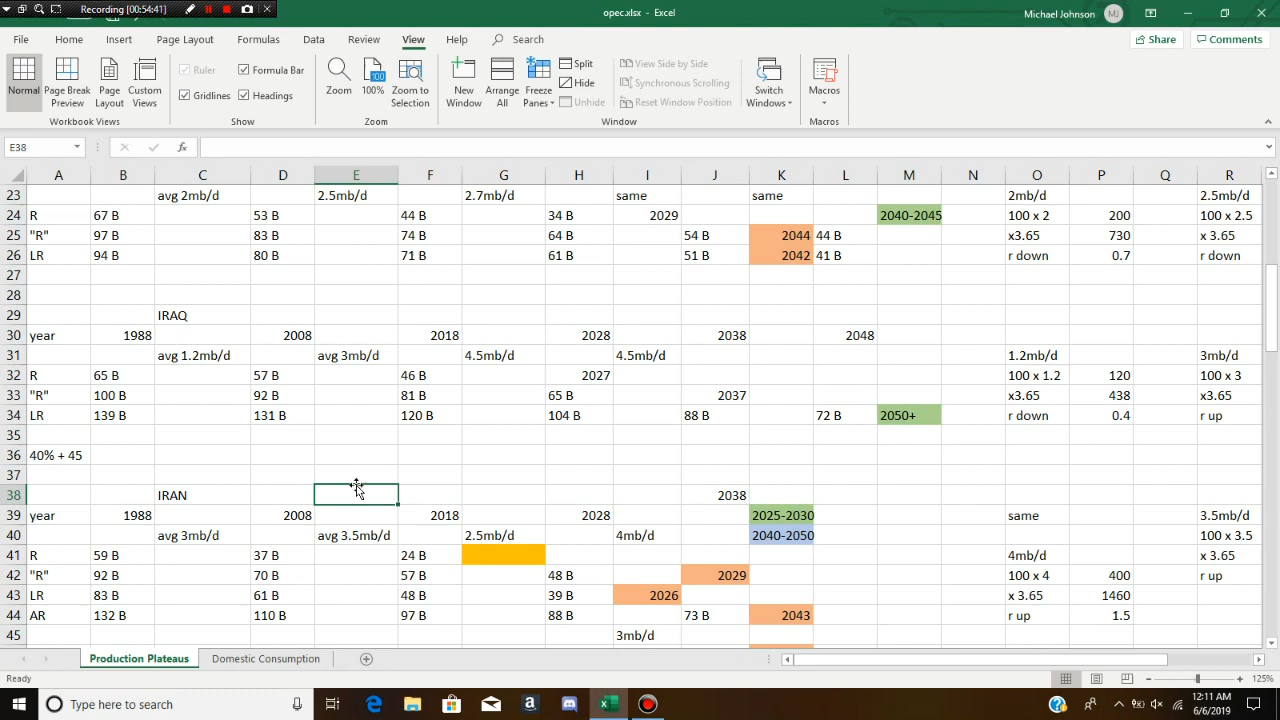 Recording [00:54:41]
opec.xlsx - Excel
Michael Johnson MJ
File Home Insert Page Layout Formulas Data Review View Help Search Share Comments
Normal Page Break Preview Page Layout Custom Views
Ruler Formula Bar
Gridlines Headings
Zoom 100% Zoom to Selection
New Window Arrange All Freeze Panes
Split
Hide
Unhide
View Side by Side
Synchronous Scrolling
Reset Window Position
Switch Windows Macros
Workbook Views Show Zoom Window Macros
E38 fx
A B C D E F G H I J K L M N O P Q R
23 avg 2mb/d 2.5mb/d 2.7mb/d same same 2mb/d 2.5mb/d
24 R 67 B 53 B 44 B 34 B 2029 2040-2045 100 x 2 200 100 x 2.5
25 "R" 97 B 83 B 74 B 64 B 54 B 2044 44 B x3.65 730 x 3.65
26 LR 94 B 80 B 71 B 61 B 51 B 2042 41 B r down 0.7 r down
27
28
29 IRAQ
30 year 1988 2008 2018 2028 2038 2048
31 avg 1.2mb/d avg 3mb/d 4.5mb/d 4.5mb/d 1.2mb/d 3mb/d
32 R 65 B 57 B 46 B 2027 100 x 1.2 120 100 x 3
33 "R" 100 B 92 B 81 B 65 B 2037 x3.65 438 x3.65
34 LR 139 B 131 B 120 B 104 B 88 B 72 B 2050+ r down 0.4 r up
35
36 40% + 45
37
38 IRAN 2038
39 year 1988 2008 2018 2028 2025-2030 same 3.5mb/d
40 avg 3mb/d avg 3.5mb/d 2.5mb/d 4mb/d 2040-2050 100 x 3.5
41 R 59 B 37 B 24 B 4mb/d x 3.65
42 "R" 92 B 70 B 57 B 48 B 2029 100 x 4 400 r up
43 LR 83 B 61 B 48 B 39 B 2026 x 3.65 1460
44 AR 132 B 110 B 97 B 88 B 73 B 2043 r up 1.5
45 3mb/d
Production Plateaus Domestic Consumption
Ready 125%
Type here to search
12:11 AM
6/6/2019